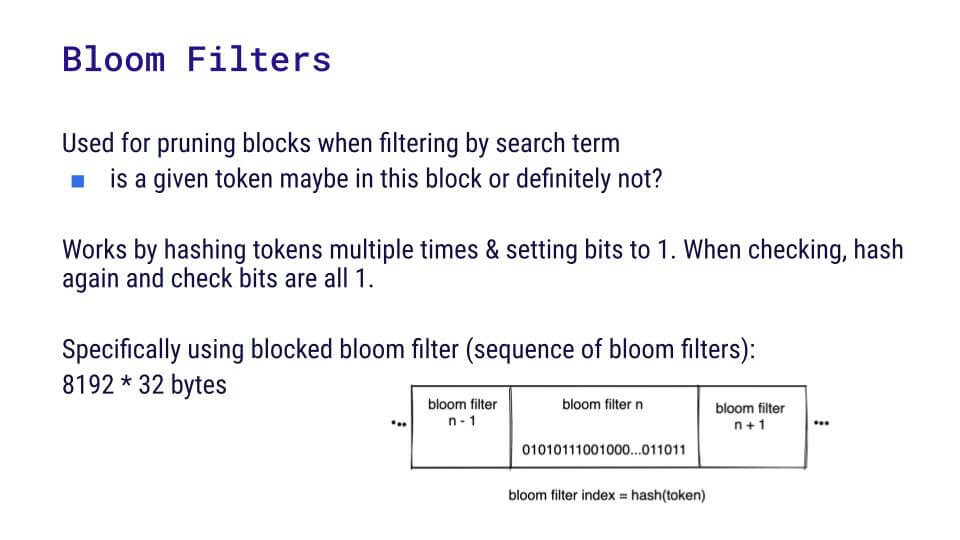 Bloom Filters
Used for pruning blocks when filtering by search term
■ is a given token maybe in this block or definitely not?
Works by hashing tokens multiple times & setting bits to 1. When checking, hash
again and check bits are all 1.
Specifically using blocked bloom filter (sequence of bloom filters):
8192 * 32 bytes
bloom filter
n - 1
bloom filter n
01010111001000...011011
bloom filter
n + 1
...
...
bloom filter index = hash(token)